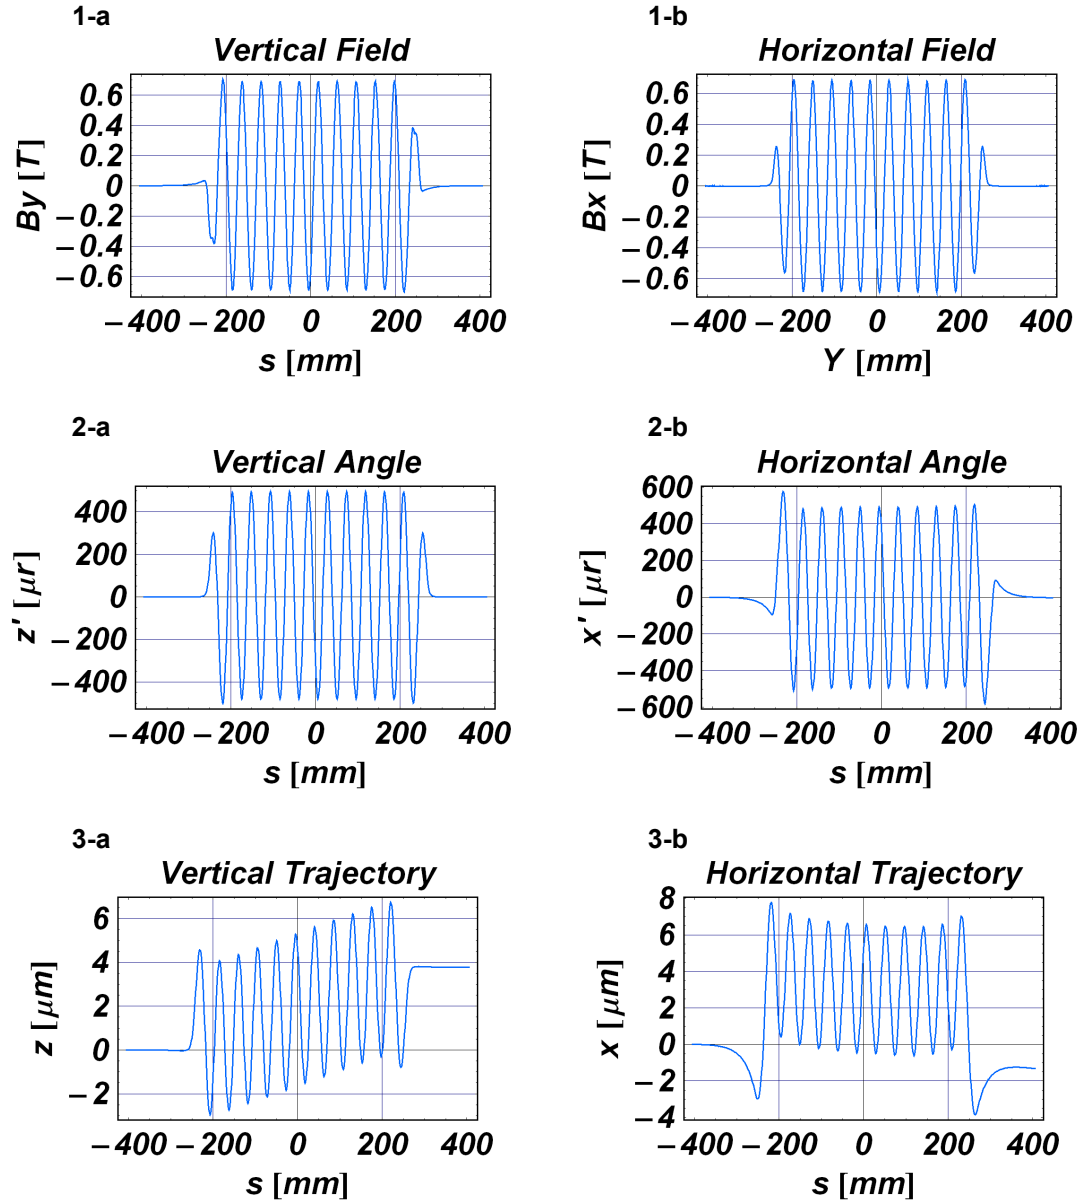 1-a
Vertical Field
0.6
0.4
0.2
0
−0.2
−0.4
−0.6
By [T]
−400 −200 0 200 400
s [mm]
1-b
Horizontal Field
0.6
0.4
0.2
0
−0.2
−0.4
−0.6
Bx [T]
−400 −200 0 200 400
Y [mm]
2-a
Vertical Angle
400
200
0
−200
−400
z′ [μr]
−400 −200 0 200 400
s [mm]
2-b
Horizontal Angle
600
400
200
0
−200
−400
−600
x′ [μr]
−400 −200 0 200 400
s [mm]
3-a
Vertical Trajectory
6
4
2
0
−2
z [μm]
−400 −200 0 200 400
s [mm]
3-b
Horizontal Trajectory
8
6
4
2
0
−2
−4
x [μm]
−400 −200 0 200 400
s [mm]